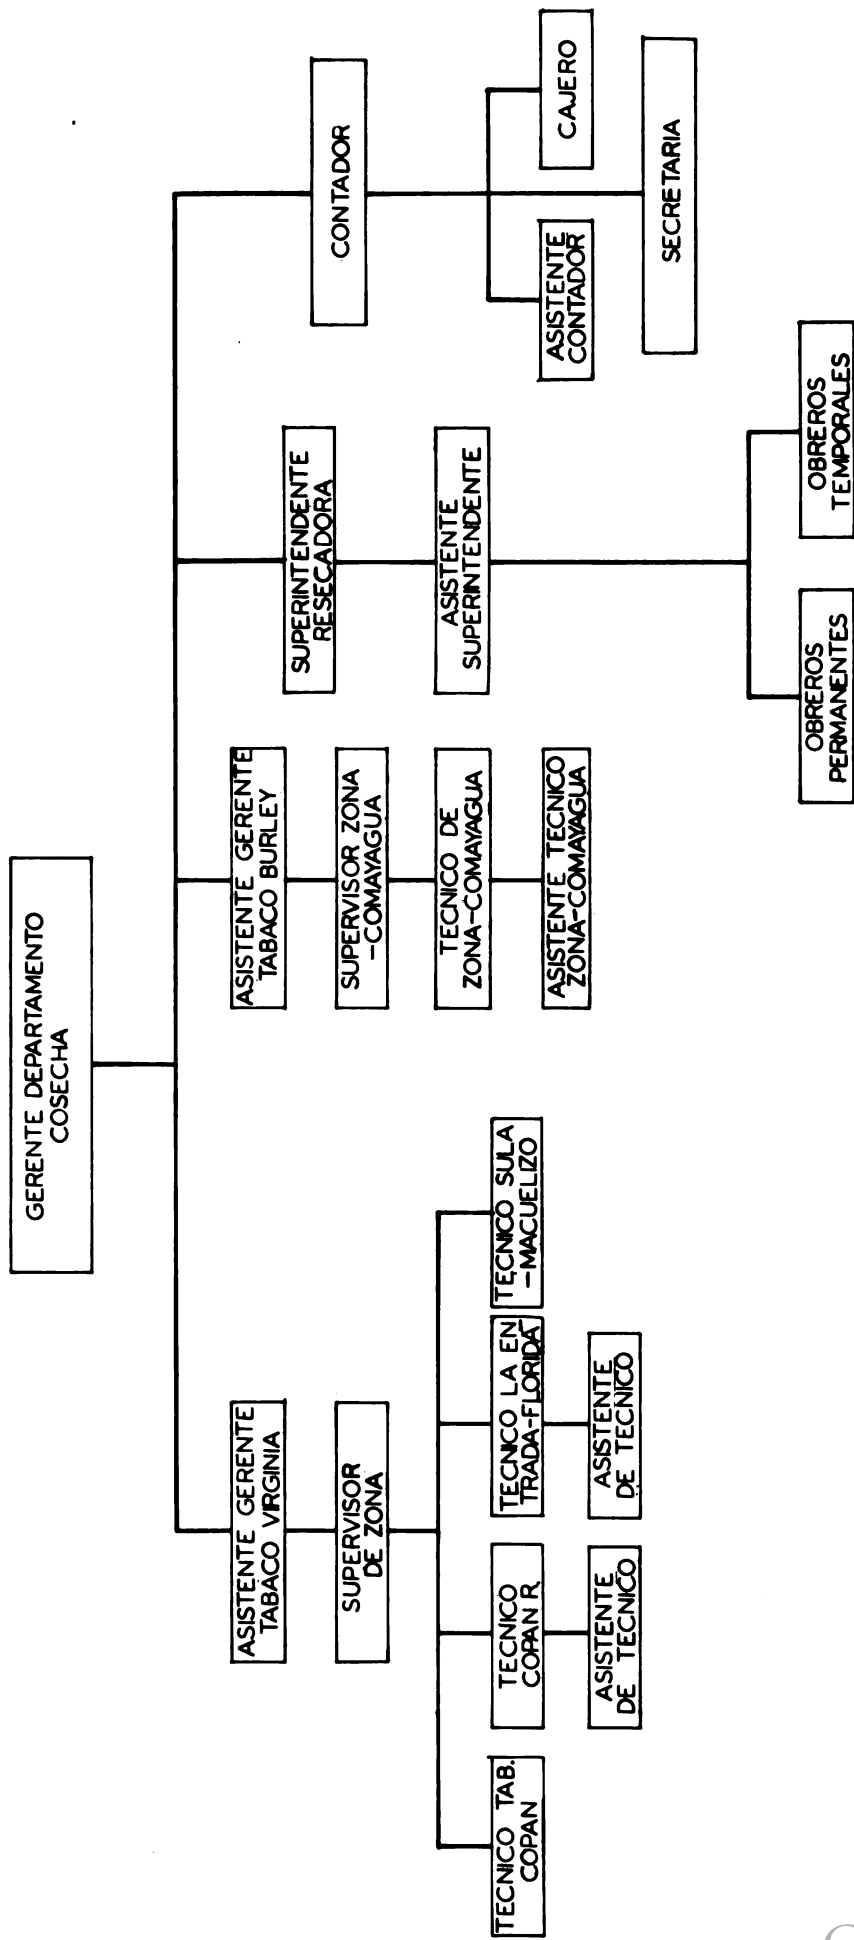 GERENTE DEPARTAMENTO
COSECHA
ASISTENTE GERENTE
TABACO VIRGINIA
ASISTENTE GERENTE
TABACO BURLEY
SUPERINTENDENTE
RESECADORA
CONTADOR
SUPERVISOR
DE ZONA
SUPERVISOR ZONA
-COMAYAGUA
TECNICO DE
ZONA-COMAYAGUA
ASISTENTE
SUPERINTENDENTE
TECNICO TAB.
COPAN
TECNICO
COPAN R.
TECNICO LA EN
TRADA-FLORIDA
TECNICO SULA
-MACUELIZO
ASISTENTE TECNICO
ZONA-COMAYAGUA
ASISTENTE
CONTADOR
CAJERO
ASISTENTE
DE TECNICO
ASISTENTE
DE TECNICO
SECRETARIA
OBREROS
PERMANENTES
OBREROS
TEMPORALES